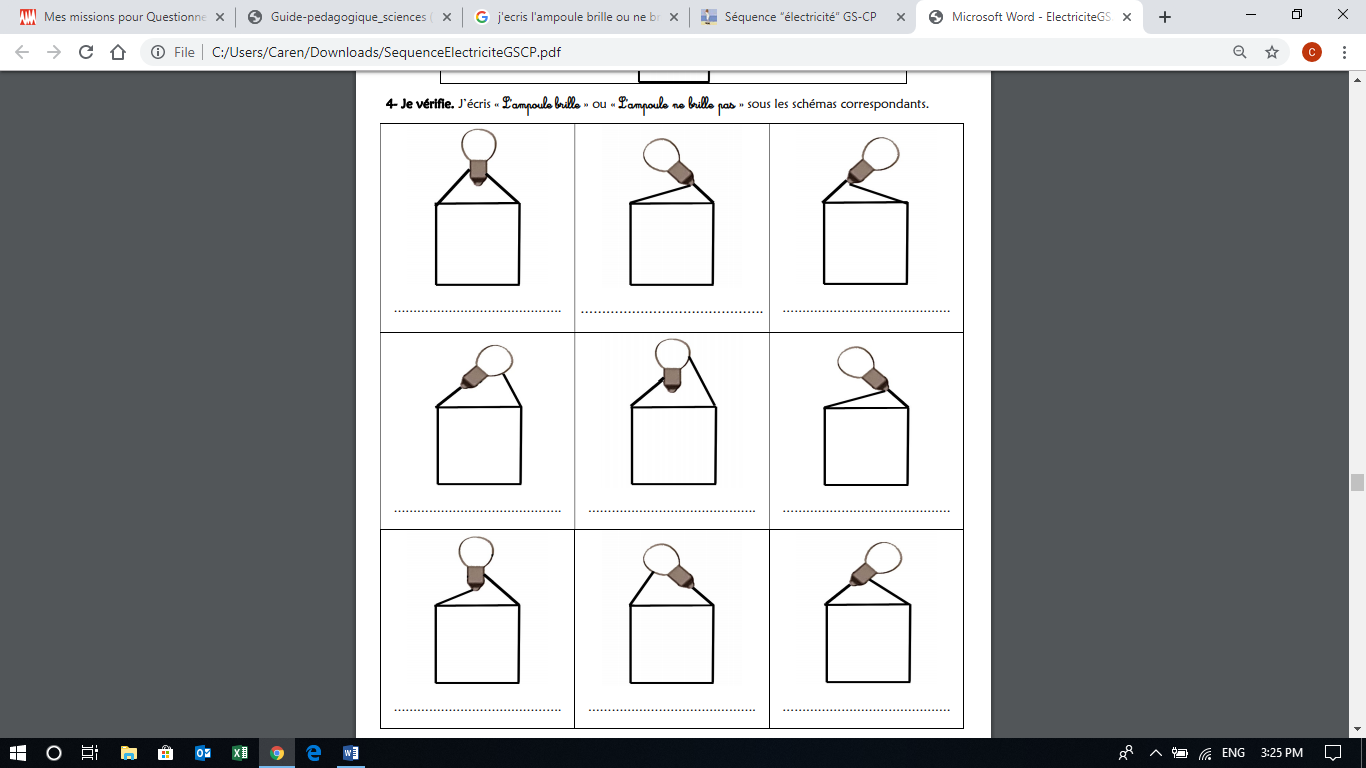 Mes missions pour Questionne
Guide-pedagogique_sciences (
j'ecris l'ampoule brille ou ne br
Séquence "électricité" GS-CP
Microsoft Word - ElectriciteGS
File
C:/Users/Caren/Downloads/SequenceElectriciteGSCP.pdf
C
4- Je vérifie. J'écris « L'ampoule brille » ou « L'ampoule ne brille pas » sous les schémas correspondants.
...........................................
...........................................
...........................................
...........................................
...........................................
...........................................
...........................................
...........................................
...........................................
ENG
3:25 PM